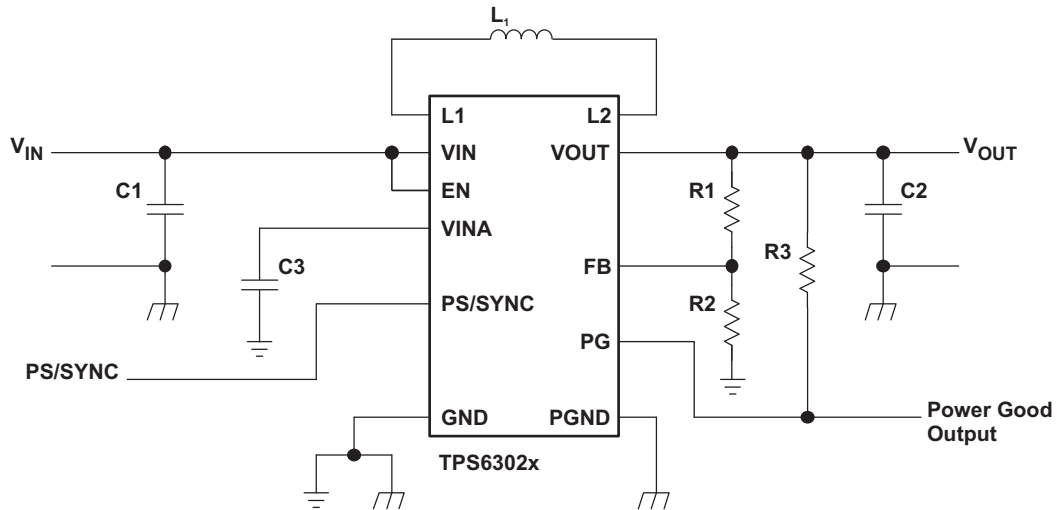 L1
L1
L2
VIN
VIN
VOUT
VOUT
EN
C1
R1
C2
VINA
C3
FB
R3
PS/SYNC
R2
PG
PS/SYNC
GND
PGND
Power Good
Output
TPS6302x